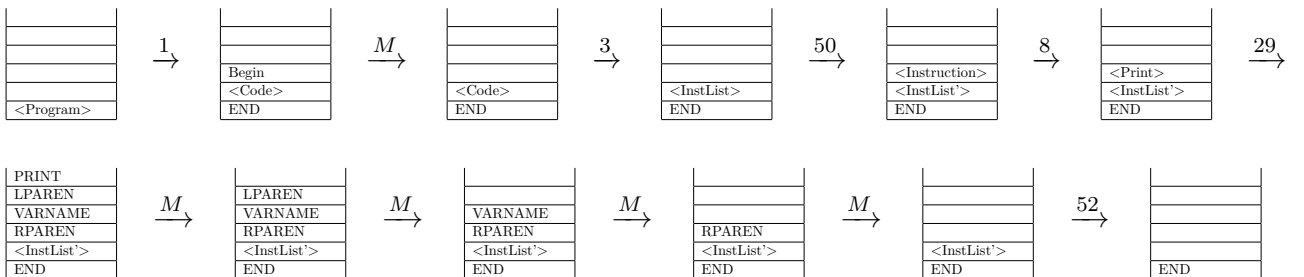 1 M 3 50 8 29
<Instruction> <Print>
Begin
<Code> <Code> <InstList> <InstList'> <InstList'>
<Program> END END END END END
PRINT
LPAREN LPAREN
M M M M 52
VARNAME VARNAME VARNAME
RPAREN RPAREN RPAREN RPAREN
<InstList'> <InstList'> <InstList'> <InstList'> <InstList'>
END END END END END END